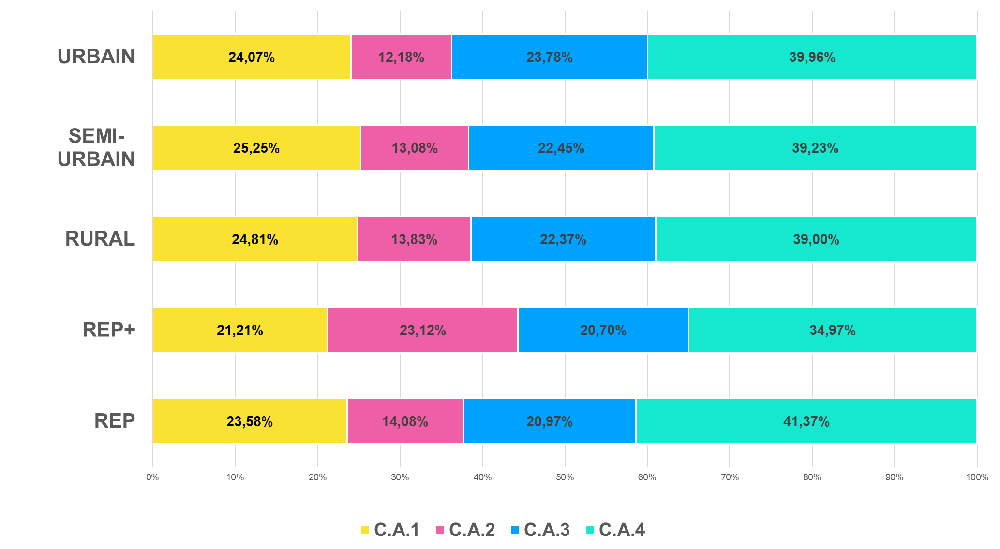 URBAIN
24,07% 12,18% 23,78% 39,96%
SEMI-
URBAIN
25,25% 13,08% 22,45% 39,23%
RURAL
24,81% 13,83% 22,37% 39,00%
REP+
21,21% 23,12% 20,70% 34,97%
REP
23,58% 14,08% 20,97% 41,37%
0% 10% 20% 30% 40% 50% 60% 70% 80% 90% 100%
C.A.1 C.A.2 C.A.3 C.A.4